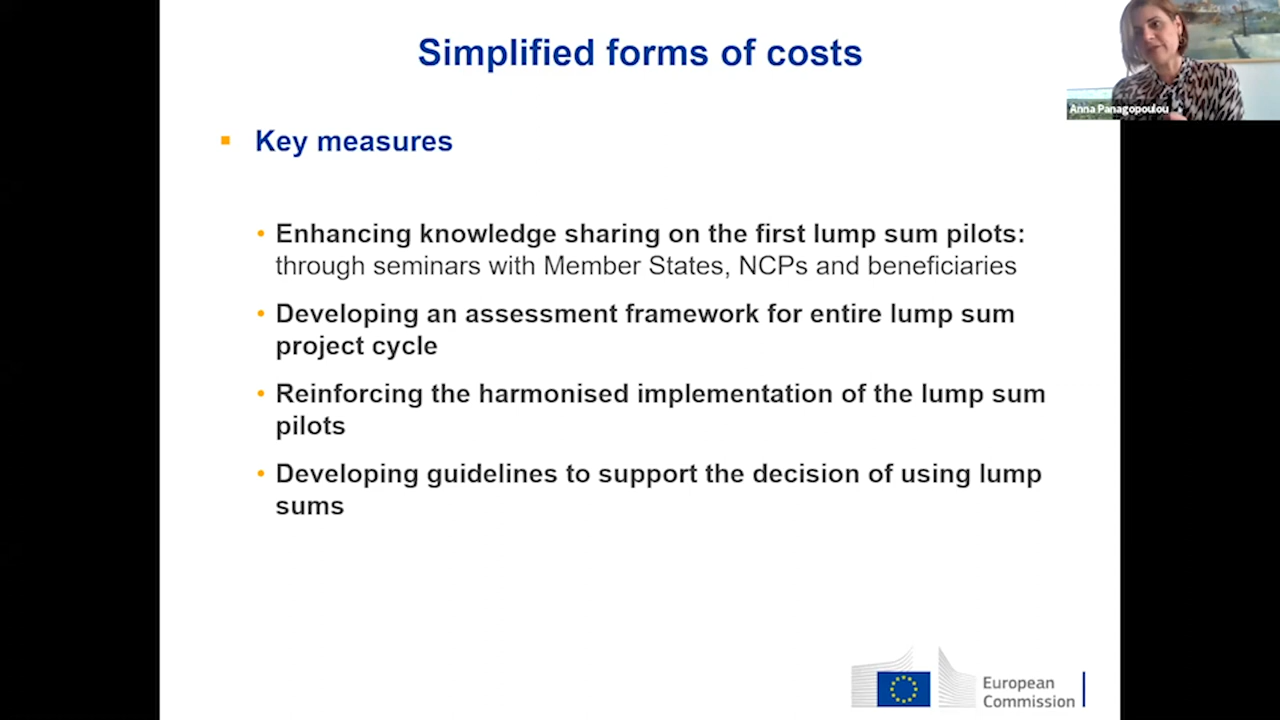 Simplified forms of costs
Anna Panagopoulou
▪ Key measures
• Enhancing knowledge sharing on the first lump sum pilots:
through seminars with Member States, NCPs and beneficiaries
• Developing an assessment framework for entire lump sum
project cycle
• Reinforcing the harmonised implementation of the lump sum
pilots
• Developing guidelines to support the decision of using lump
sums
European
Commission